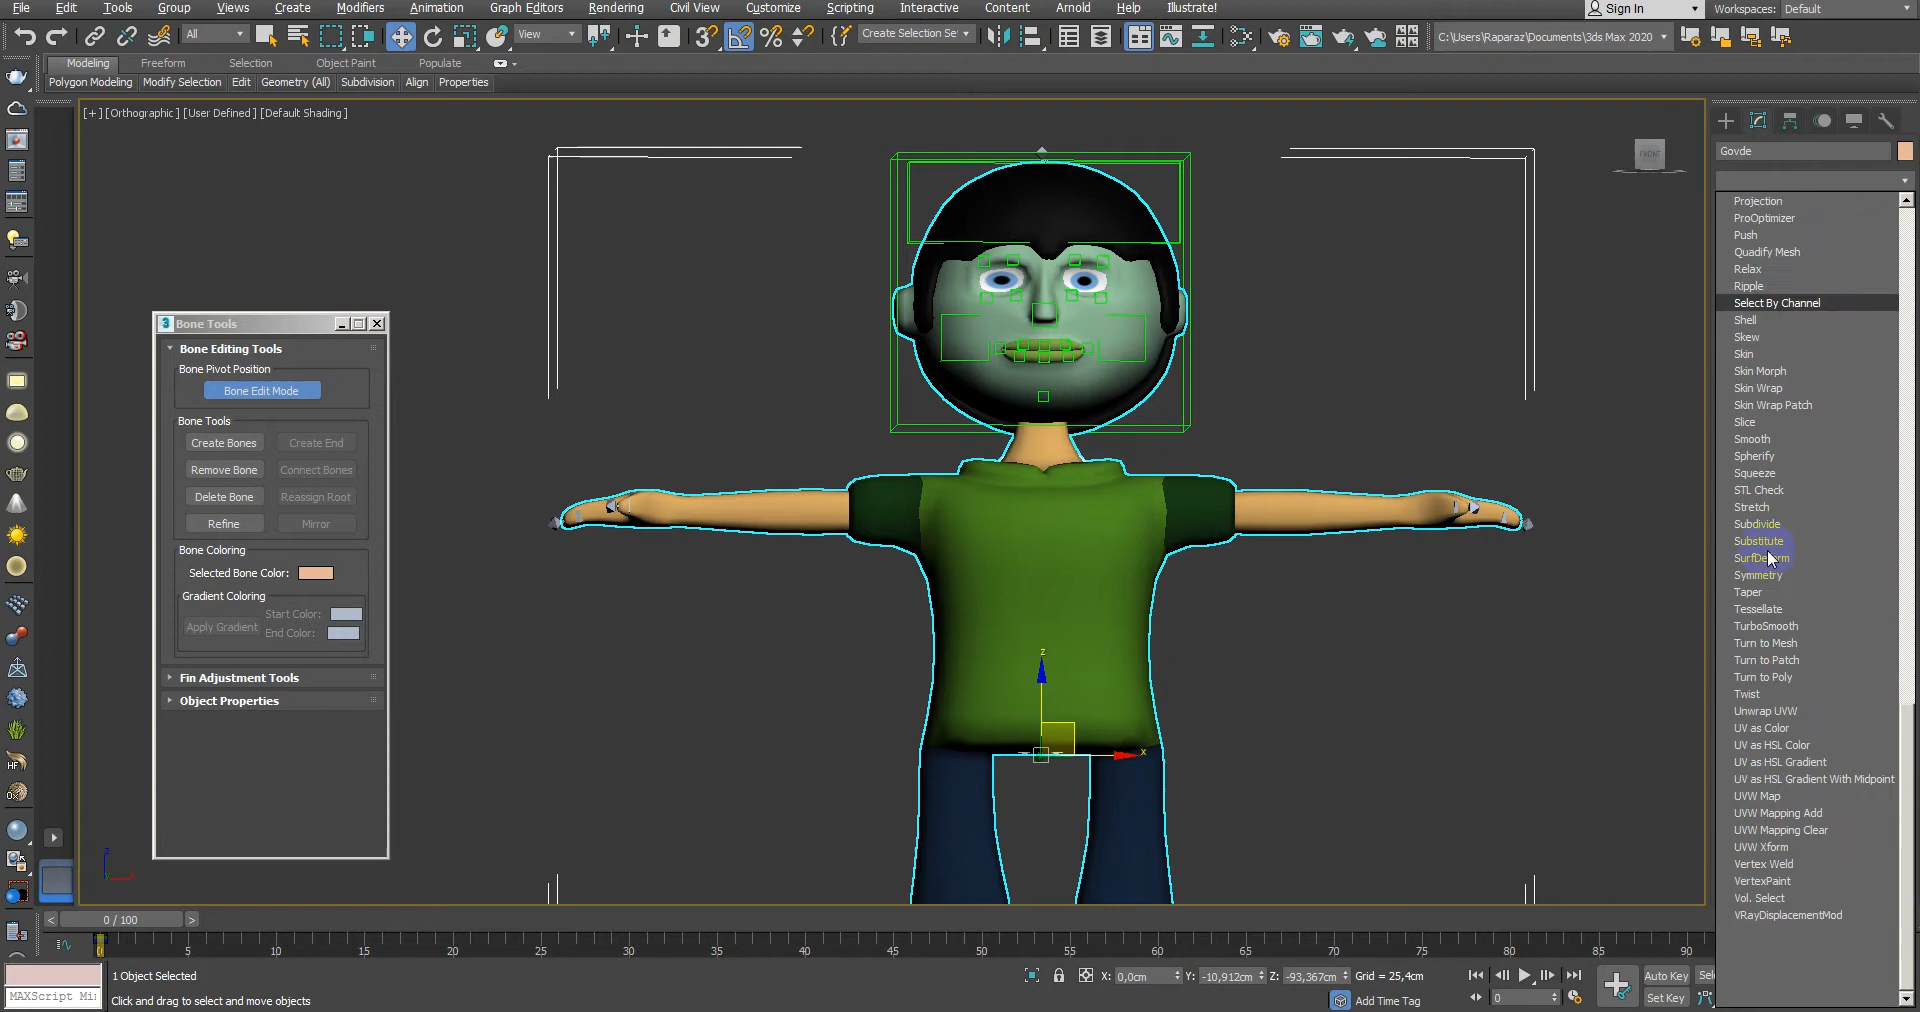 File Edit Tools Group Views Create Modifiers Animation Graph Editors Rendering Civil View Customize Scripting Interactive Content Arnold Help Illustrate! Sign In Workspaces: Default
All View Create Selection Se C:\Users\Raparaz\Documents\3ds Max 2020
Modeling Freeform Selection Object Paint Populate
Polygon Modeling Modify Selection Edit Geometry (All) Subdivision Align Properties
[+] [Orthographic] [User Defined] [Default Shading]
FRONT
Govde
Bone Tools
Bone Editing Tools
Bone Pivot Position
Bone Edit Mode
Bone Tools
Create Bones Create End
Remove Bone Connect Bones
Delete Bone Reassign Root
Refine Mirror
Bone Coloring
Selected Bone Color:
Gradient Coloring
Start Color:
Apply Gradient
End Color:
Fin Adjustment Tools
Object Properties
z
x
Projection
ProOptimizer
Push
Quadify Mesh
Relax
Ripple
Select By Channel
Shell
Skew
Skin
Skin Morph
Skin Wrap
Skin Wrap Patch
Slice
Smooth
Spherify
Squeeze
STL Check
Stretch
Subdivide
Substitute
Symmetry
Taper
Tessellate
TurboSmooth
Turn to Mesh
Turn to Patch
Turn to Poly
Twist
Unwrap UVW
UV as Color
UV as HSL Color
UV as HSL Gradient
UV as HSL Gradient With Midpoint
UVW Map
UVW Mapping Add
UVW Mapping Clear
UVW Xform
Vertex Weld
VertexPaint
Vol. Select
VRayDisplacementMod
0 / 100
0 5 10 15 20 25 30 35 40 45 50 55 60 65 70 75 80 85 90
1 Object Selected X: 0,0cm Y: -10,912cm Z: -93,367cm Grid = 25,4cm Auto Key Sel
MAXScript Mi Click and drag to select and move objects Add Time Tag 0 Set Key